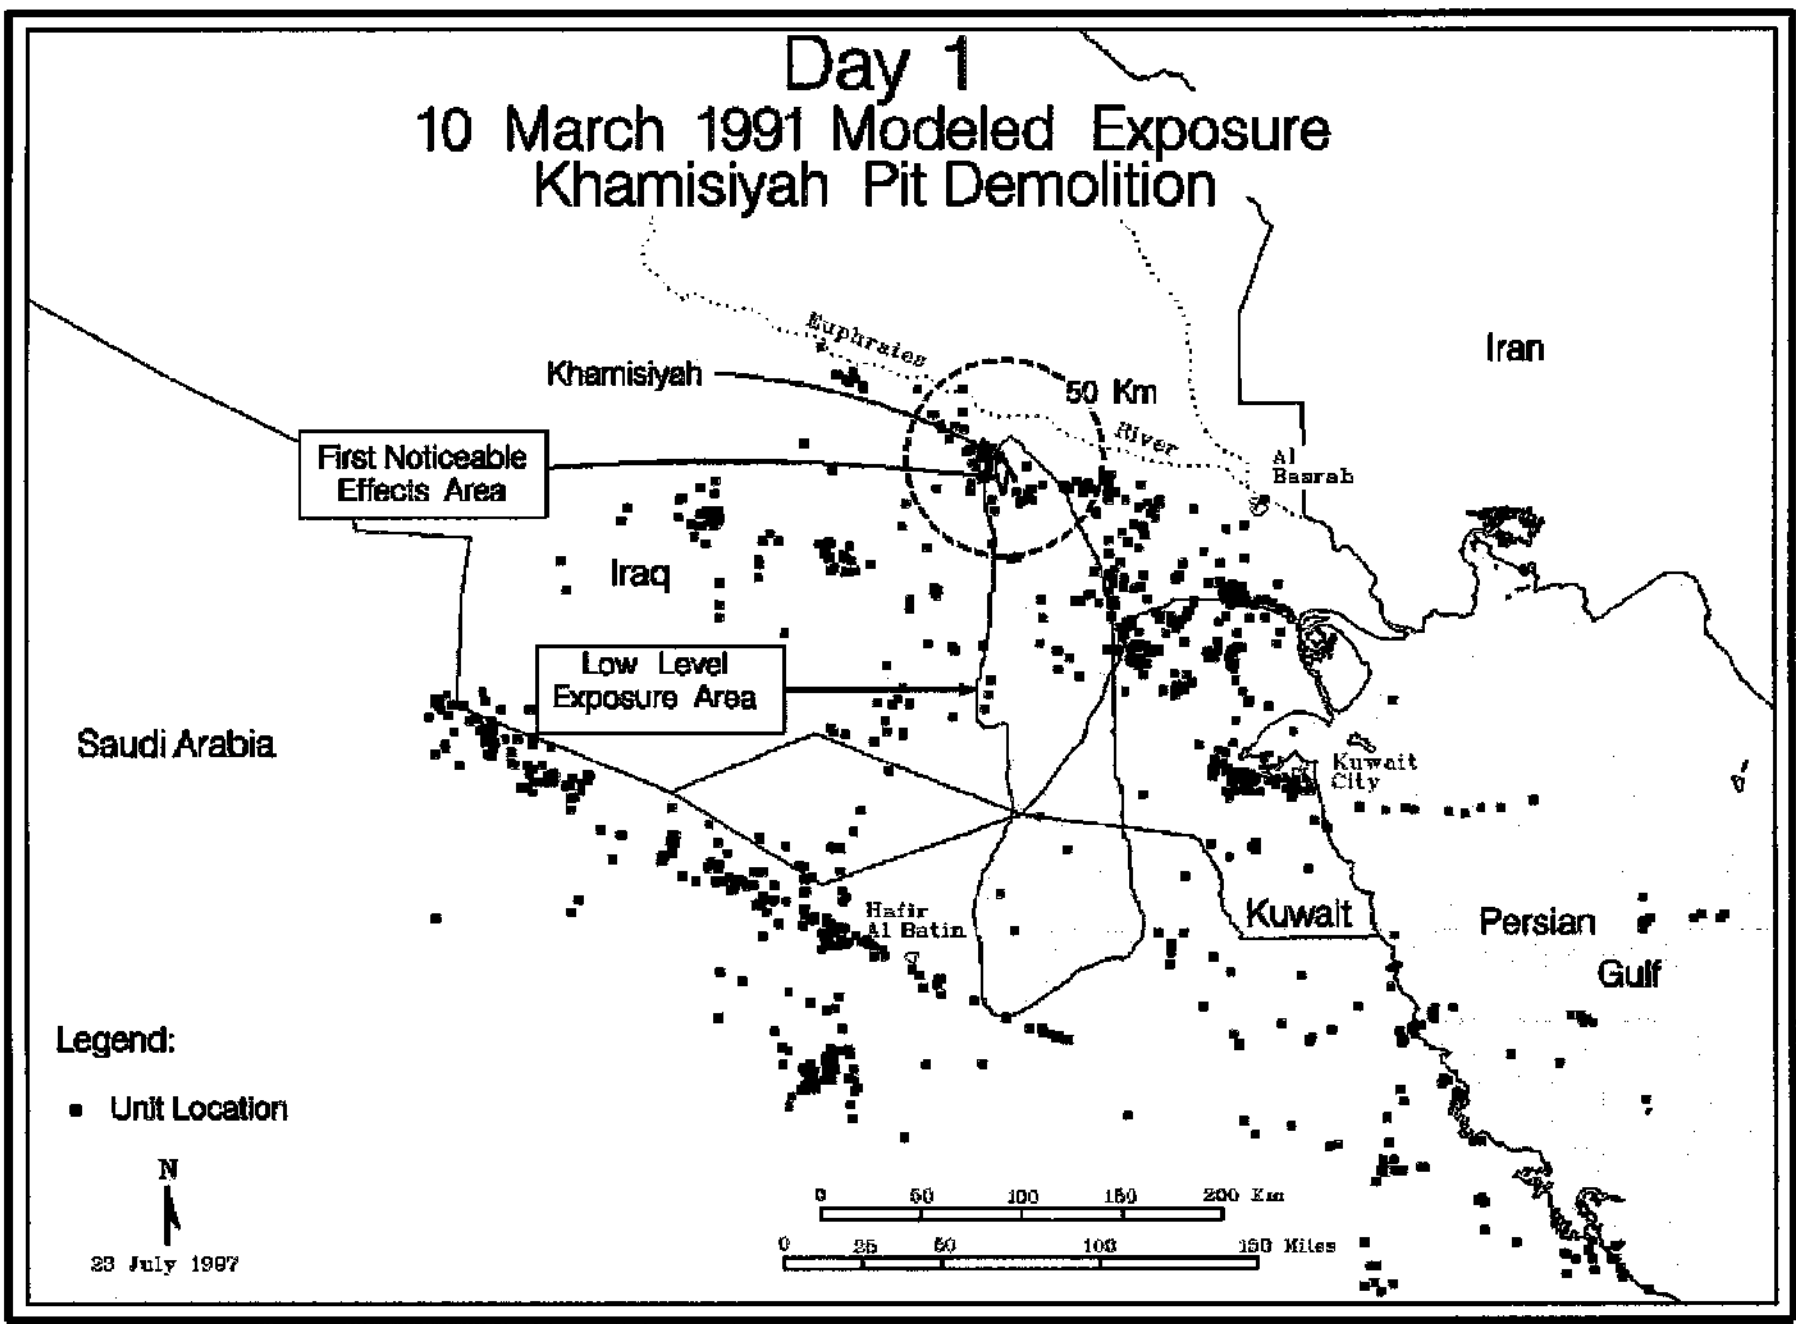 Day 1
10 March 1991 Modeled Exposure
Khamisiyah Pit Demolition
Euphrates
Iran
Khamisiyah
50 Km
River
First Noticeable
Effects Area
Al
Basrah
Iraq
Low Level
Exposure Area
Saudi Arabia
Kuwait
City
Hafir
Al Batin
Kuwait
Persian
Gulf
Legend:
Unit Location
N
0 50 100 150 200 Km
0 25 50 100 150 Miles
23 July 1997